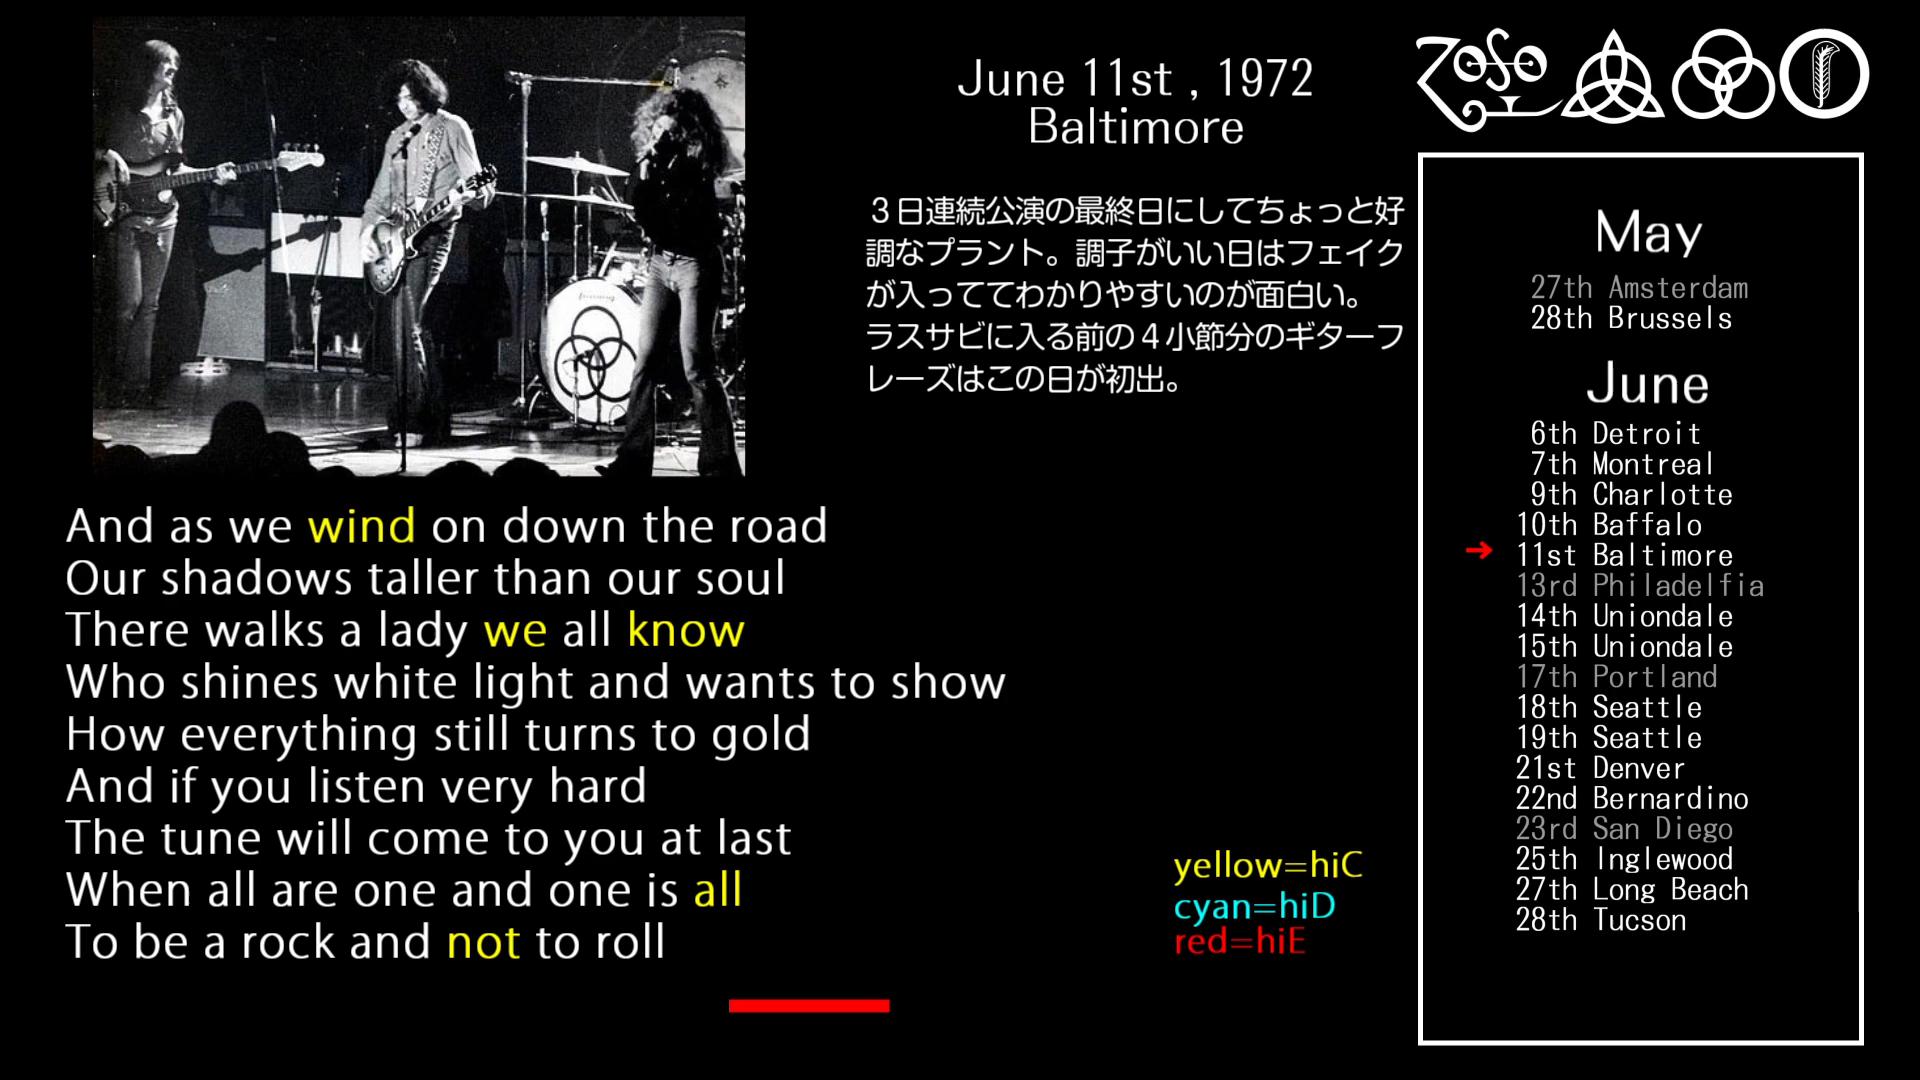 June 11st , 1972
Baltimore
３日連続公演の最終日にしてちょっと好
調なプラント。調子がいい日はフェイク
が入っててわかりやすいのが面白い。
ラスサビに入る前の４小節分のギターフ
レーズはこの日が初出。
And as we wind on down the road
Our shadows taller than our soul
There walks a lady we all know
Who shines white light and wants to show
How everything still turns to gold
And if you listen very hard
The tune will come to you at last
When all are one and one is all
To be a rock and not to roll
yellow=hiC
cyan=hiD
red=hiE
ZoSo
May
27th Amsterdam
28th Brussels
June
6th Detroit
7th Montreal
9th Charlotte
10th Baffalo
→ 11st Baltimore
13rd Philadelfia
14th Uniondale
15th Uniondale
17th Portland
18th Seattle
19th Seattle
21st Denver
22nd Bernardino
23rd San Diego
25th Inglewood
27th Long Beach
28th Tucson